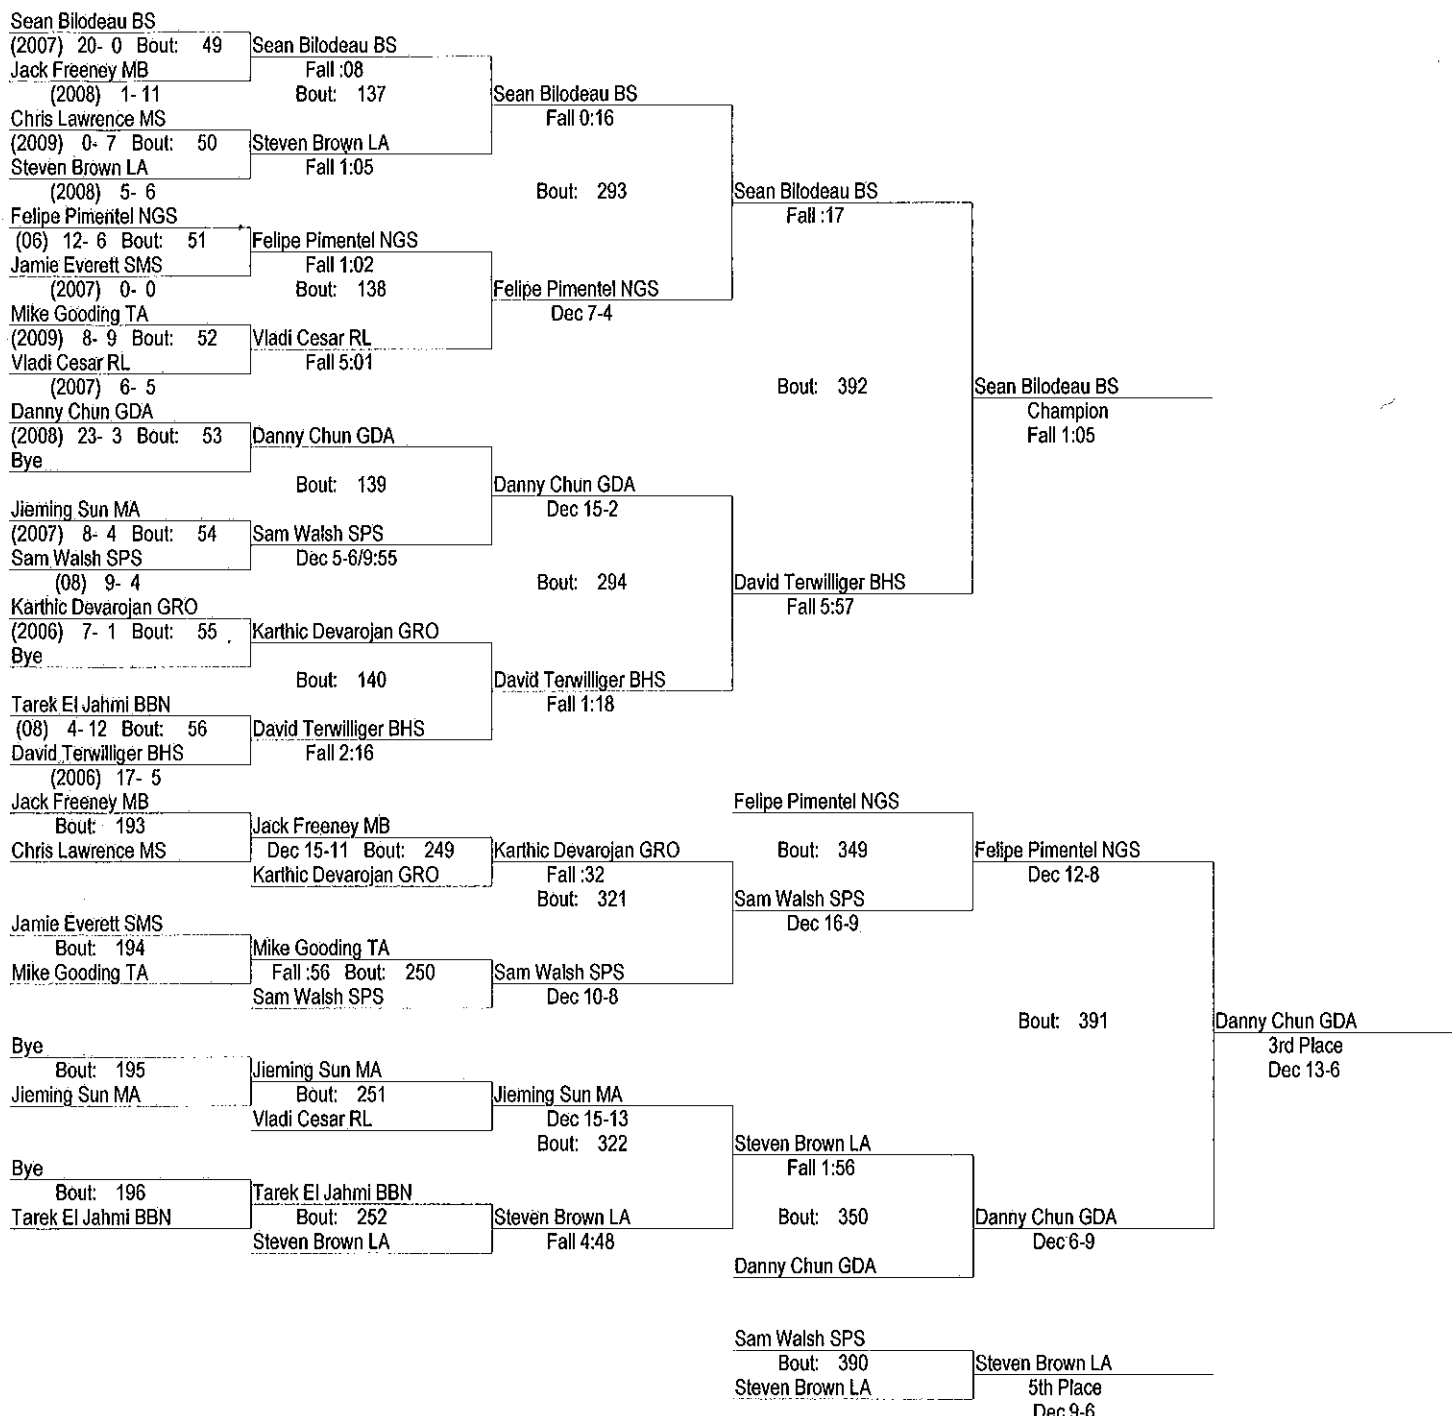 Sean Bilodeau BS
(2007) 20- 0 Bout: 49 Sean Bilodeau BS
Jack Freeney MB Fall :08
(2008) 1- 11 Bout: 137 Sean Bilodeau BS
Chris Lawrence MS Fall 0:16
(2009) 0- 7 Bout: 50 Steven Brown LA
Steven Brown LA Fall 1:05
(2008) 5- 6 Bout: 293 Sean Bilodeau BS
Felipe Pimentel NGS Fall :17
(06) 12- 6 Bout: 51 Felipe Pimentel NGS
Jamie Everett SMS Fall 1:02
(2007) 0- 0 Bout: 138 Felipe Pimentel NGS
Mike Gooding TA Dec 7-4
(2009) 8- 9 Bout: 52 Vladi Cesar RL
Vladi Cesar RL Fall 5:01
(2007) 6- 5 Bout: 392 Sean Bilodeau BS
Danny Chun GDA Champion
(2008) 23- 3 Bout: 53 Danny Chun GDA Fall 1:05
Bye
Bout: 139 Danny Chun GDA
Jieming Sun MA Dec 15-2
(2007) 8- 4 Bout: 54 Sam Walsh SPS
Sam Walsh SPS Dec 5-6/9:55
(08) 9- 4 Bout: 294 David Terwilliger BHS
Karthic Devarojan GRO Fall 5:57
(2006) 7- 1 Bout: 55 Karthic Devarojan GRO
Bye
Bout: 140 David Terwilliger BHS
Tarek El Jahmi BBN Fall 1:18
(08) 4- 12 Bout: 56 David Terwilliger BHS
David Terwilliger BHS Fall 2:16
(2006) 17- 5
Jack Freeney MB Felipe Pimentel NGS
Bout: 193 Jack Freeney MB
Chris Lawrence MS Dec 15-11 Bout: 249 Karthic Devarojan GRO Bout: 349 Felipe Pimentel NGS
Karthic Devarojan GRO Fall :32 Dec 12-8
Bout: 321 Sam Walsh SPS
Jamie Everett SMS Dec 16-9
Bout: 194 Mike Gooding TA
Mike Gooding TA Fall :56 Bout: 250 Sam Walsh SPS
Sam Walsh SPS Dec 10-8
Bout: 391 Danny Chun GDA
Bye 3rd Place
Bout: 195 Jieming Sun MA Dec 13-6
Jieming Sun MA Bout: 251 Jieming Sun MA
Vladi Cesar RL Dec 15-13
Bout: 322 Steven Brown LA
Bye Fall 1:56
Bout: 196 Tarek El Jahmi BBN
Tarek El Jahmi BBN Bout: 252 Steven Brown LA Bout: 350 Danny Chun GDA
Steven Brown LA Fall 4:48 Dec 6-9
Danny Chun GDA
Sam Walsh SPS
Bout: 390 Steven Brown LA
Steven Brown LA 5th Place
Dec 9-6